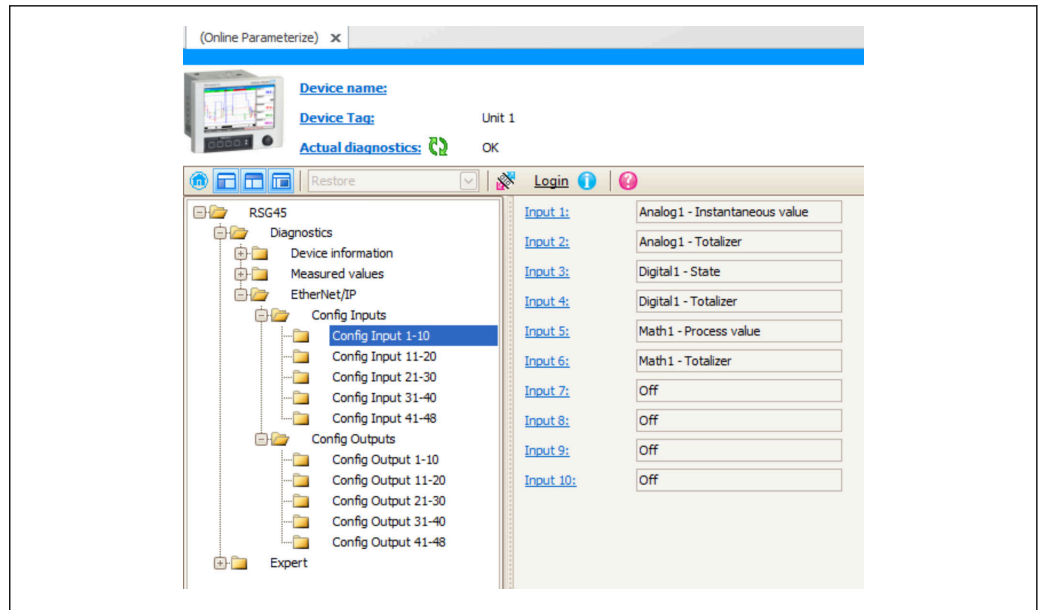 (Online Parameterize) x
Device name:
Device Tag: Unit 1
Actual diagnostics: OK
Restore Login
RSG45
Diagnostics
Device information
Measured values
EtherNet/IP
Config Inputs
Config Input 1-10
Config Input 11-20
Config Input 21-30
Config Input 31-40
Config Input 41-48
Config Outputs
Config Output 1-10
Config Output 11-20
Config Output 21-30
Config Output 31-40
Config Output 41-48
Expert
Input 1: Analog1 - Instantaneous value
Input 2: Analog1 - Totalizer
Input 3: Digital1 - State
Input 4: Digital1 - Totalizer
Input 5: Math1 - Process value
Input 6: Math1 - Totalizer
Input 7: Off
Input 8: Off
Input 9: Off
Input 10: Off